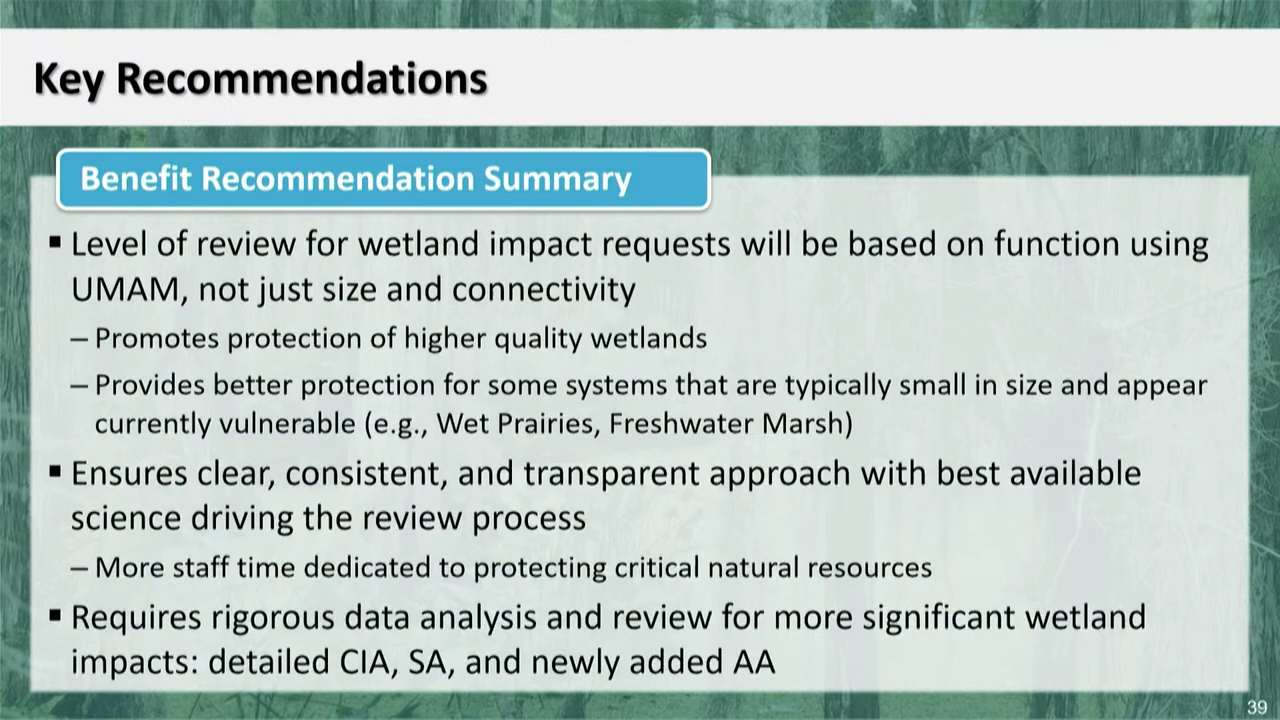 Key Recommendations
Benefit Recommendation Summary
▪ Level of review for wetland impact requests will be based on function using
UMAM, not just size and connectivity
– Promotes protection of higher quality wetlands
– Provides better protection for some systems that are typically small in size and appear
currently vulnerable (e.g., Wet Prairies, Freshwater Marsh)
▪ Ensures clear, consistent, and transparent approach with best available
science driving the review process
– More staff time dedicated to protecting critical natural resources
▪ Requires rigorous data analysis and review for more significant wetland
impacts: detailed CIA, SA, and newly added AA
39